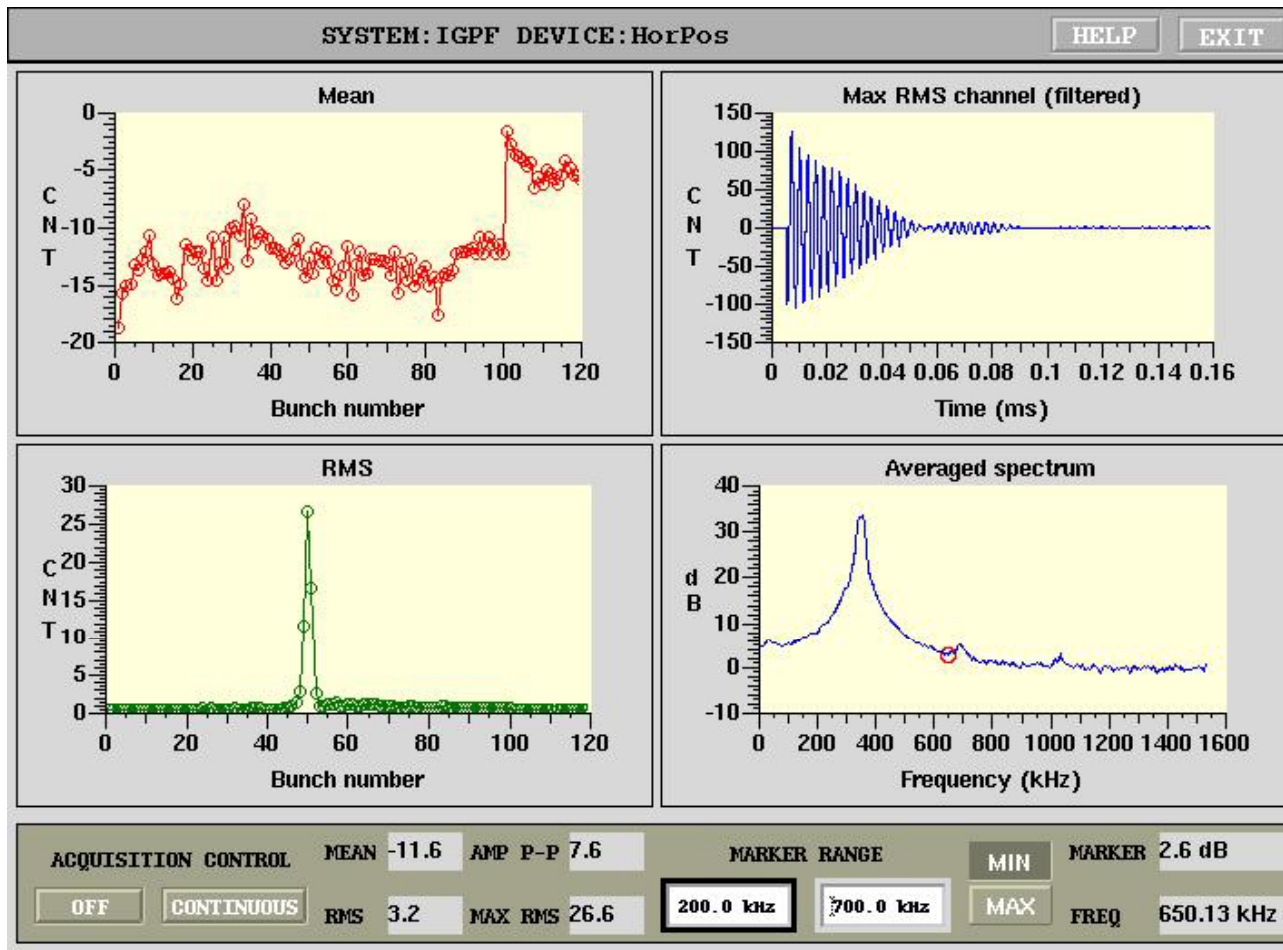 SYSTEM:IGPF DEVICE:HorPos
HELP
EXIT
Mean
0
-5
-10
-15
-20
C
N
T
0 20 40 60 80 100 120
Bunch number
Max RMS channel (filtered)
150
100
50
0
-50
-100
-150
C
N
T
0 0.02 0.04 0.06 0.08 0.1 0.12 0.14 0.16
Time (ms)
RMS
30
25
20
15
10
5
0
C
N
T
0 20 40 60 80 100 120
Bunch number
Averaged spectrum
40
30
20
10
0
-10
d
B
0 200 400 600 800 1000 1200 1400 1600
Frequency (kHz)
ACQUISITION CONTROL
OFF
CONTINUOUS
MEAN -11.6
AMP P-P 7.6
RMS 3.2
MAX RMS 26.6
MARKER RANGE
200.0 kHz
700.0 kHz
MIN
MAX
MARKER 2.6 dB
FREQ 650.13 kHz